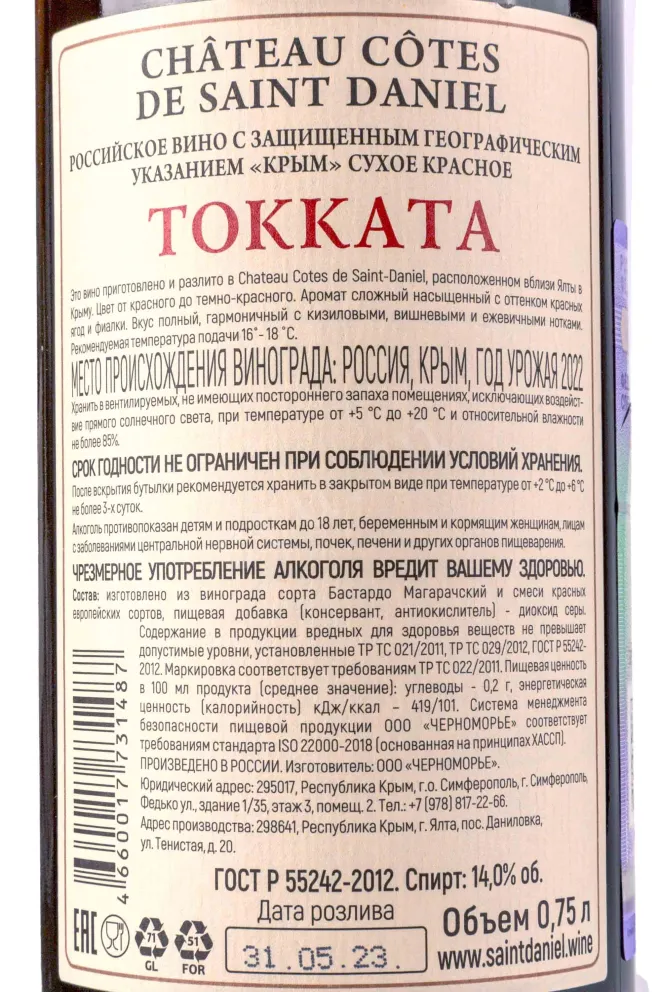 CHÂTEAU CÔTES
DE SAINT DANIEL
РОССИЙСКОЕ ВИНО С ЗАЩИЩЕННЫМ ГЕОГРАФИЧЕСКИМ
УКАЗАНИЕМ «КРЫМ» СУХОЕ КРАСНОЕ
ТОККАТА
Это вино приготовлено и разлито в Chateau Cotes de Saint-Daniel, расположенном вблизи Ялты в
Крыму. Цвет от красного до темно-красного. Аромат сложный насыщенный с оттенком красных
ягод и фиалки. Вкус полный, гармоничный с кизиловыми, вишневыми и ежевичными нотками.
Рекомендуемая температура подачи 16˚- 18 ˚С.
МЕСТО ПРОИСХОЖДЕНИЯ ВИНОГРАДА: РОССИЯ, КРЫМ, ГОД УРОЖАЯ 2022
Хранить в вентилируемых, не имеющих постороннего запаха помещениях, исключающих воздейст-
вие прямого солнечного света, при температуре от +5 °С до +20 °С и относительной влажности
не более 85%.
СРОК ГОДНОСТИ НЕ ОГРАНИЧЕН ПРИ СОБЛЮДЕНИИ УСЛОВИЙ ХРАНЕНИЯ.
После вскрытия бутылки рекомендуется хранить в закрытом виде при температуре от +2 °С до +6 °С
не более 3-х суток.
Алкоголь противопоказан детям и подросткам до 18 лет, беременным и кормящим женщинам, лицам
с заболеваниями центральной нервной системы, почек, печени и других органов пищеварения.
ЧРЕЗМЕРНОЕ УПОТРЕБЛЕНИЕ АЛКОГОЛЯ ВРЕДИТ ВАШЕМУ ЗДОРОВЬЮ.
Состав: изготовлено из винограда сорта Бастардо Магарачский и смеси красных
европейских сортов, пищевая добавка (консервант, антиокислитель) - диоксид серы.
Содержание в продукции вредных для здоровья веществ не превышает
допустимые уровни, установленные ТР ТС 021/2011, ТР ТС 029/2012, ГОСТ Р 55242-
2012. Маркировка соответствует требованиям ТР ТС 022/2011. Пищевая ценность
в 100 мл продукта (среднее значение): углеводы - 0,2 г, энергетическая
ценность (калорийность) кДж/ккал – 419/101. Система менеджмента
безопасности пищевой продукции ООО «ЧЕРНОМОРЬЕ» соответствует
требованиям стандарта ISO 22000-2018 (основанная на принципах ХАССП).
ПРОИЗВЕДЕНО В РОССИИ. Изготовитель: ООО «ЧЕРНОМОРЬЕ».
Юридический адрес: 295017, Республика Крым, г.о. Симферополь, г. Симферополь,
Федько ул., здание 1/35, этаж 3, помещ. 2. Тел.: +7 (978) 817-22-66.
Адрес производства: 298641, Республика Крым, г. Ялта, пос. Даниловка,
ул. Тенистая, д. 20.
4660017731487
ГОСТ Р 55242-2012. Спирт: 14,0% об.
Дата розлива
31.05.23.
Объем 0,75 л
www.saintdaniel.wine
EAC
71
GL
51
FOR